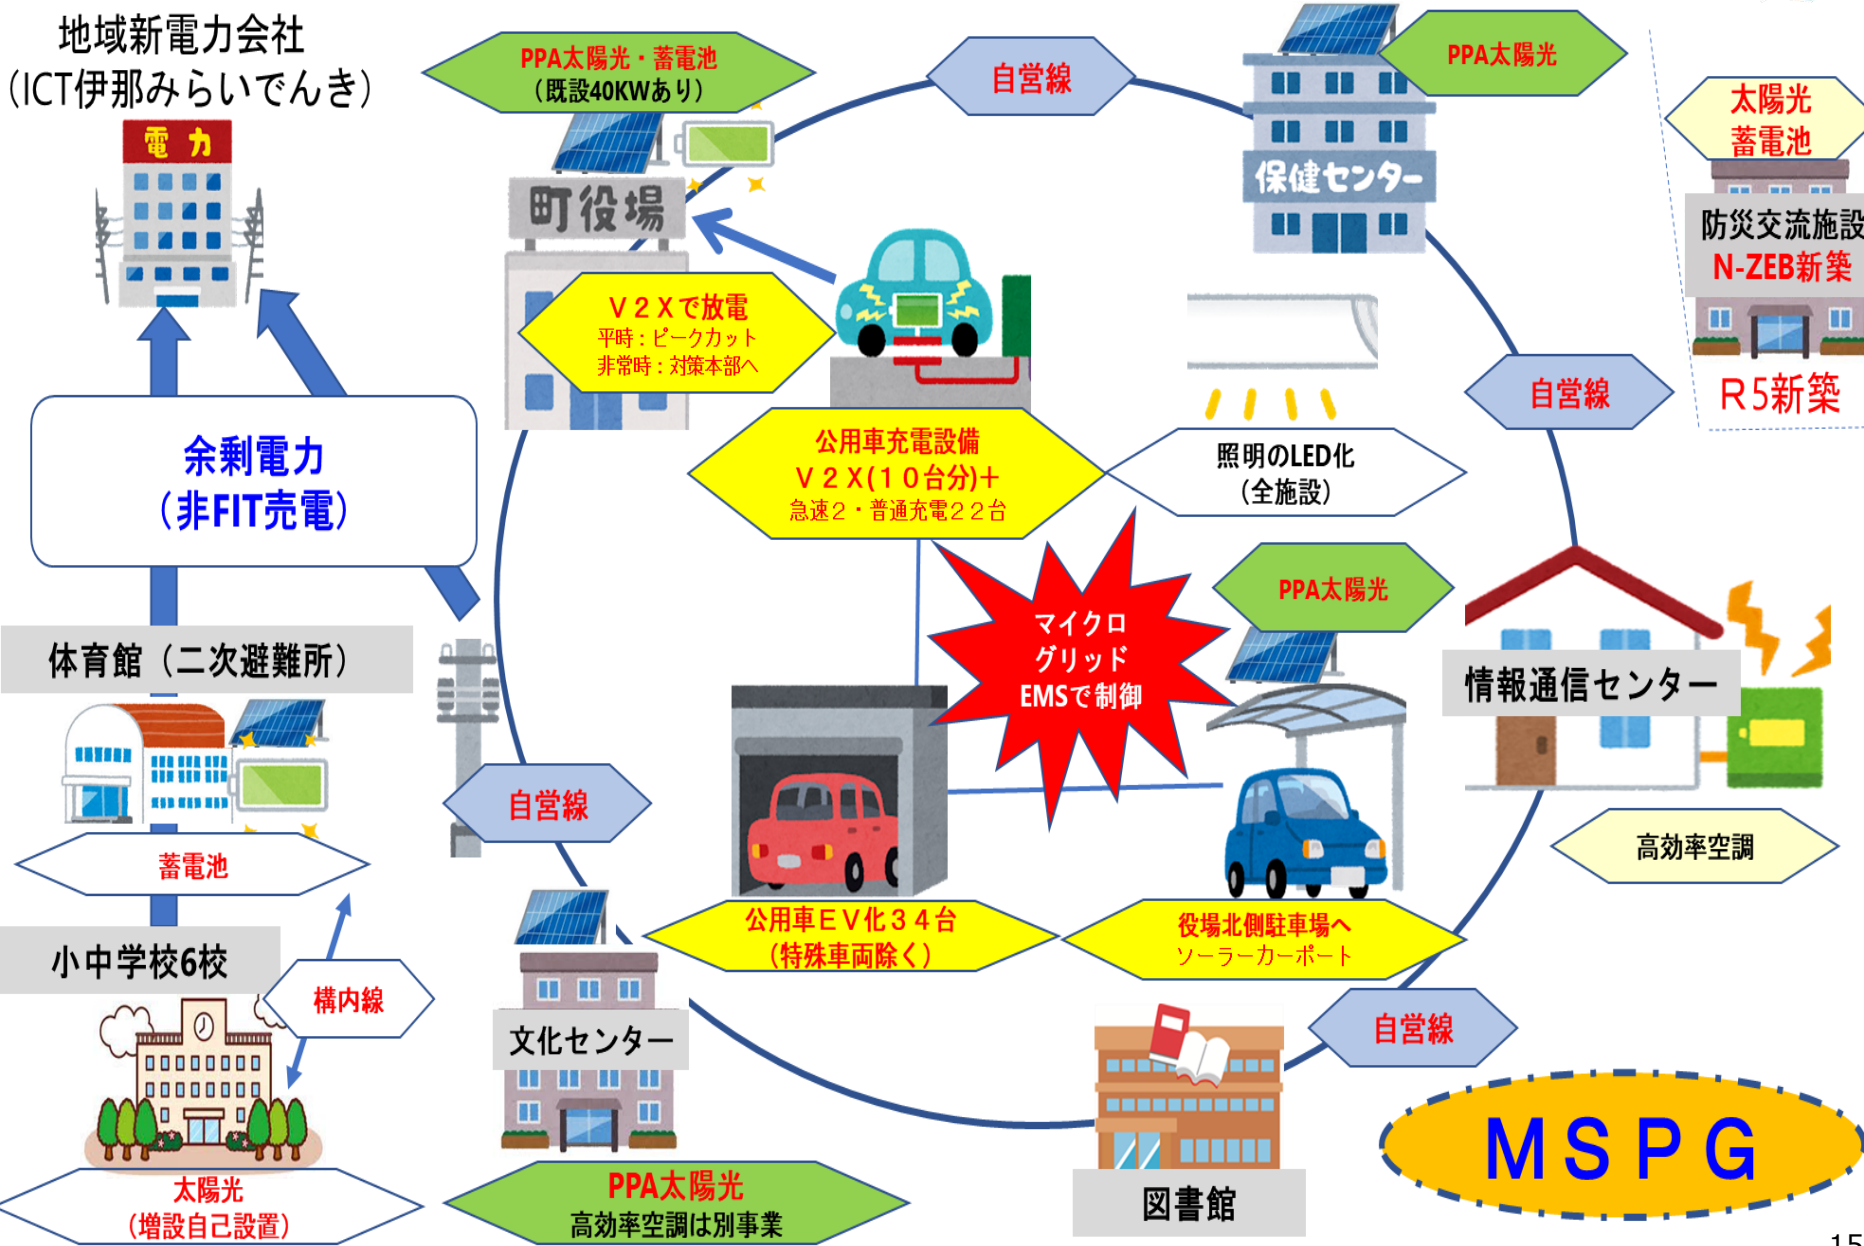 地域新電力会社
(ICT伊那みらいでんき)
電力
PPA太陽光・蓄電池
(既設40KWあり)
自営線
PPA太陽光
太陽光
蓄電池
町役場
保健センター
防災交流施設
N-ZEB新築
R5新築
V2Xで放電
平時：ピークカット
非常時：対策本部へ
自営線
余剰電力
(非FIT売電)
公用車充電設備
V2X(10台分)+
急速2・普通充電22台
照明のLED化
(全施設)
マイクロ
グリッド
EMSで制御
PPA太陽光
体育館(二次避難所)
情報通信センター
自営線
蓄電池
高効率空調
公用車EV化34台
(特殊車両除く)
役場北側駐車場へ
ソーラーカーポート
小中学校6校
構内線
文化センター
自営線
太陽光
(増設自己設置)
PPA太陽光
高効率空調は別事業
図書館
MSPG
15